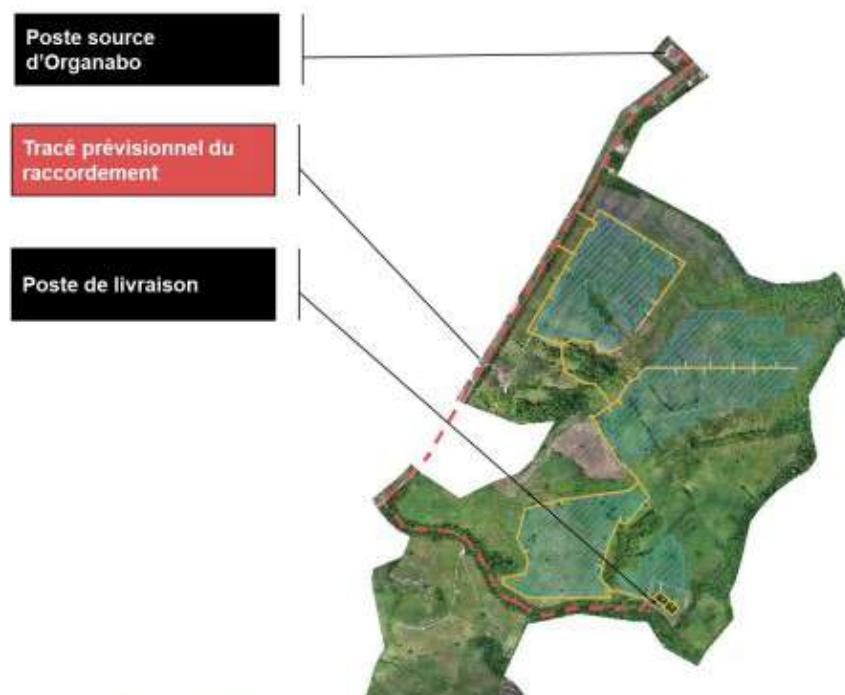 Poste source
d'Organabo
Tracé prévisionnel du
raccordement
Poste de livraison